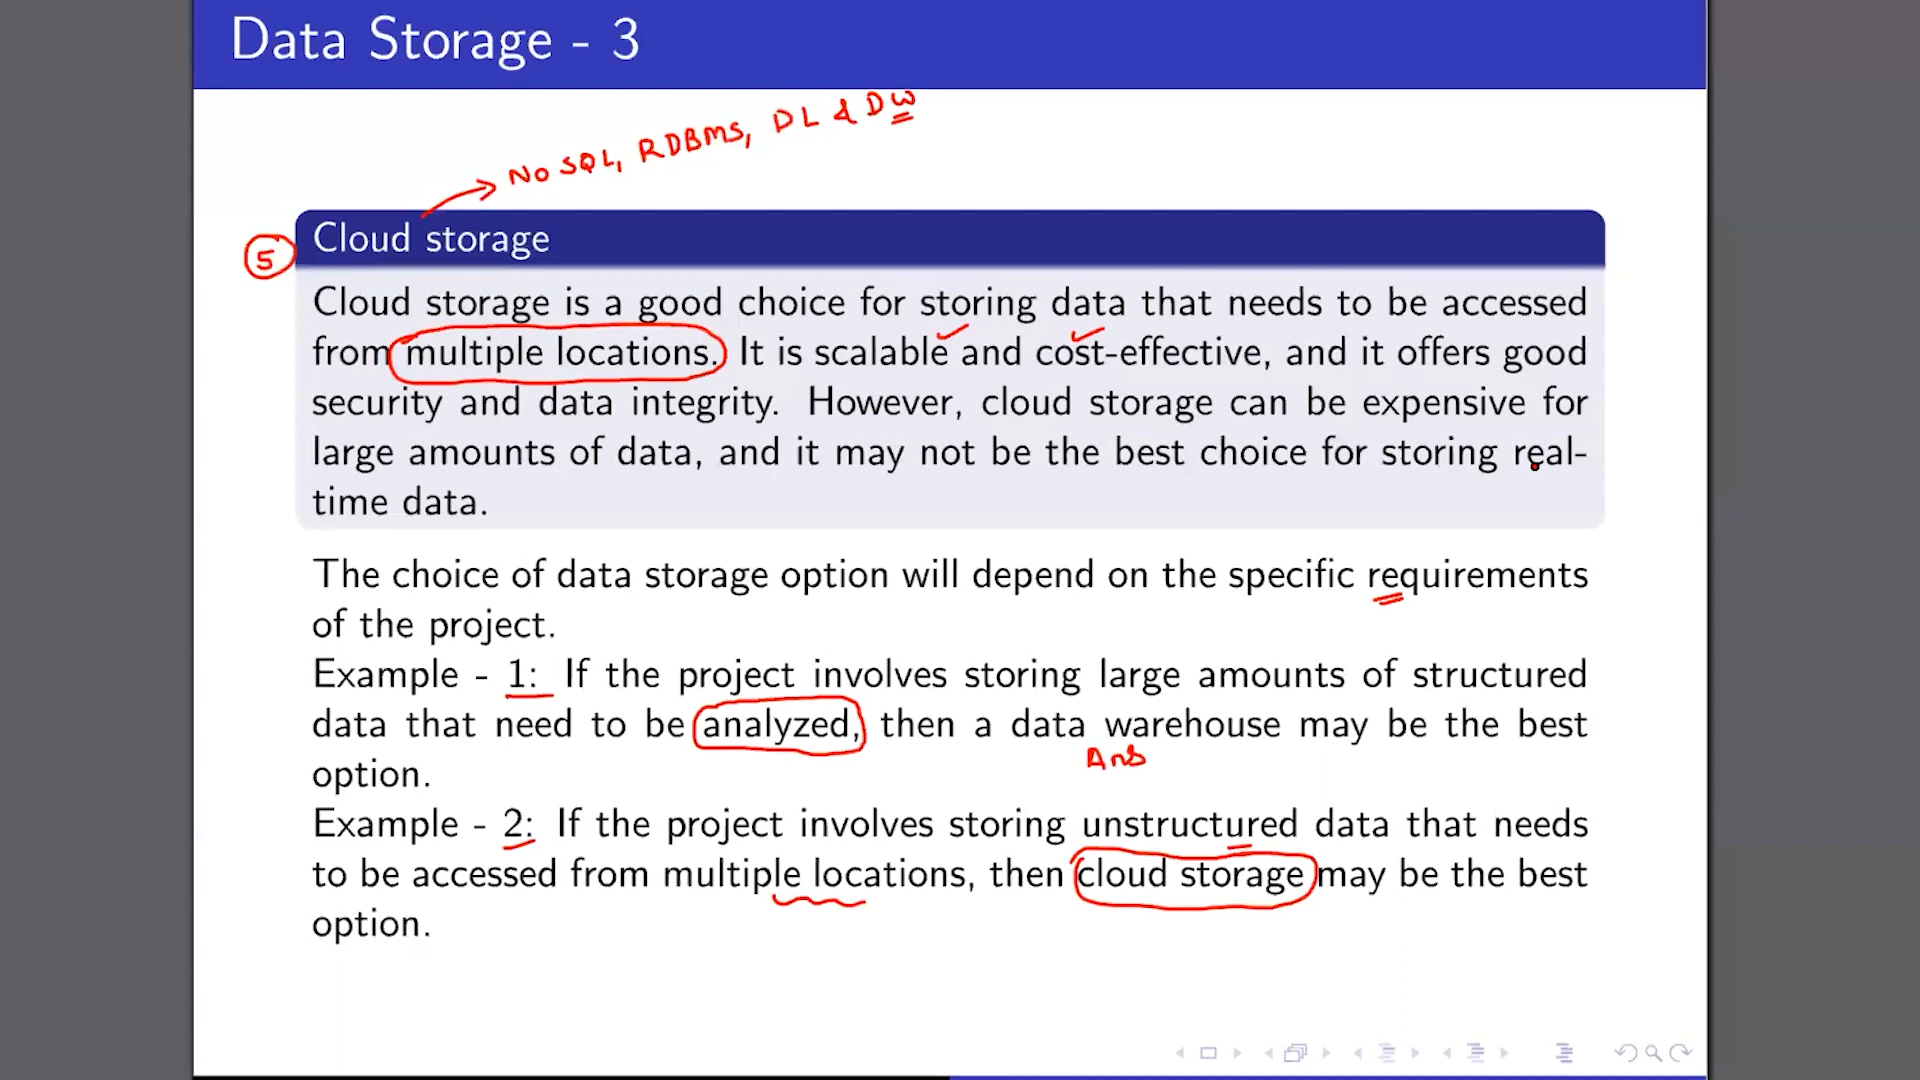 Data Storage - 3
No SQL, RDBMS, DL & DW
5
Cloud storage
Cloud storage is a good choice for storing data that needs to be accessed
from multiple locations. It is scalable and cost-effective, and it offers good
security and data integrity. However, cloud storage can be expensive for
large amounts of data, and it may not be the best choice for storing real-
time data.
The choice of data storage option will depend on the specific requirements
of the project.
Example - 1: If the project involves storing large amounts of structured
data that need to be analyzed, then a data warehouse may be the best
Ans
option.
Example - 2: If the project involves storing unstructured data that needs
to be accessed from multiple locations, then cloud storage may be the best
option.